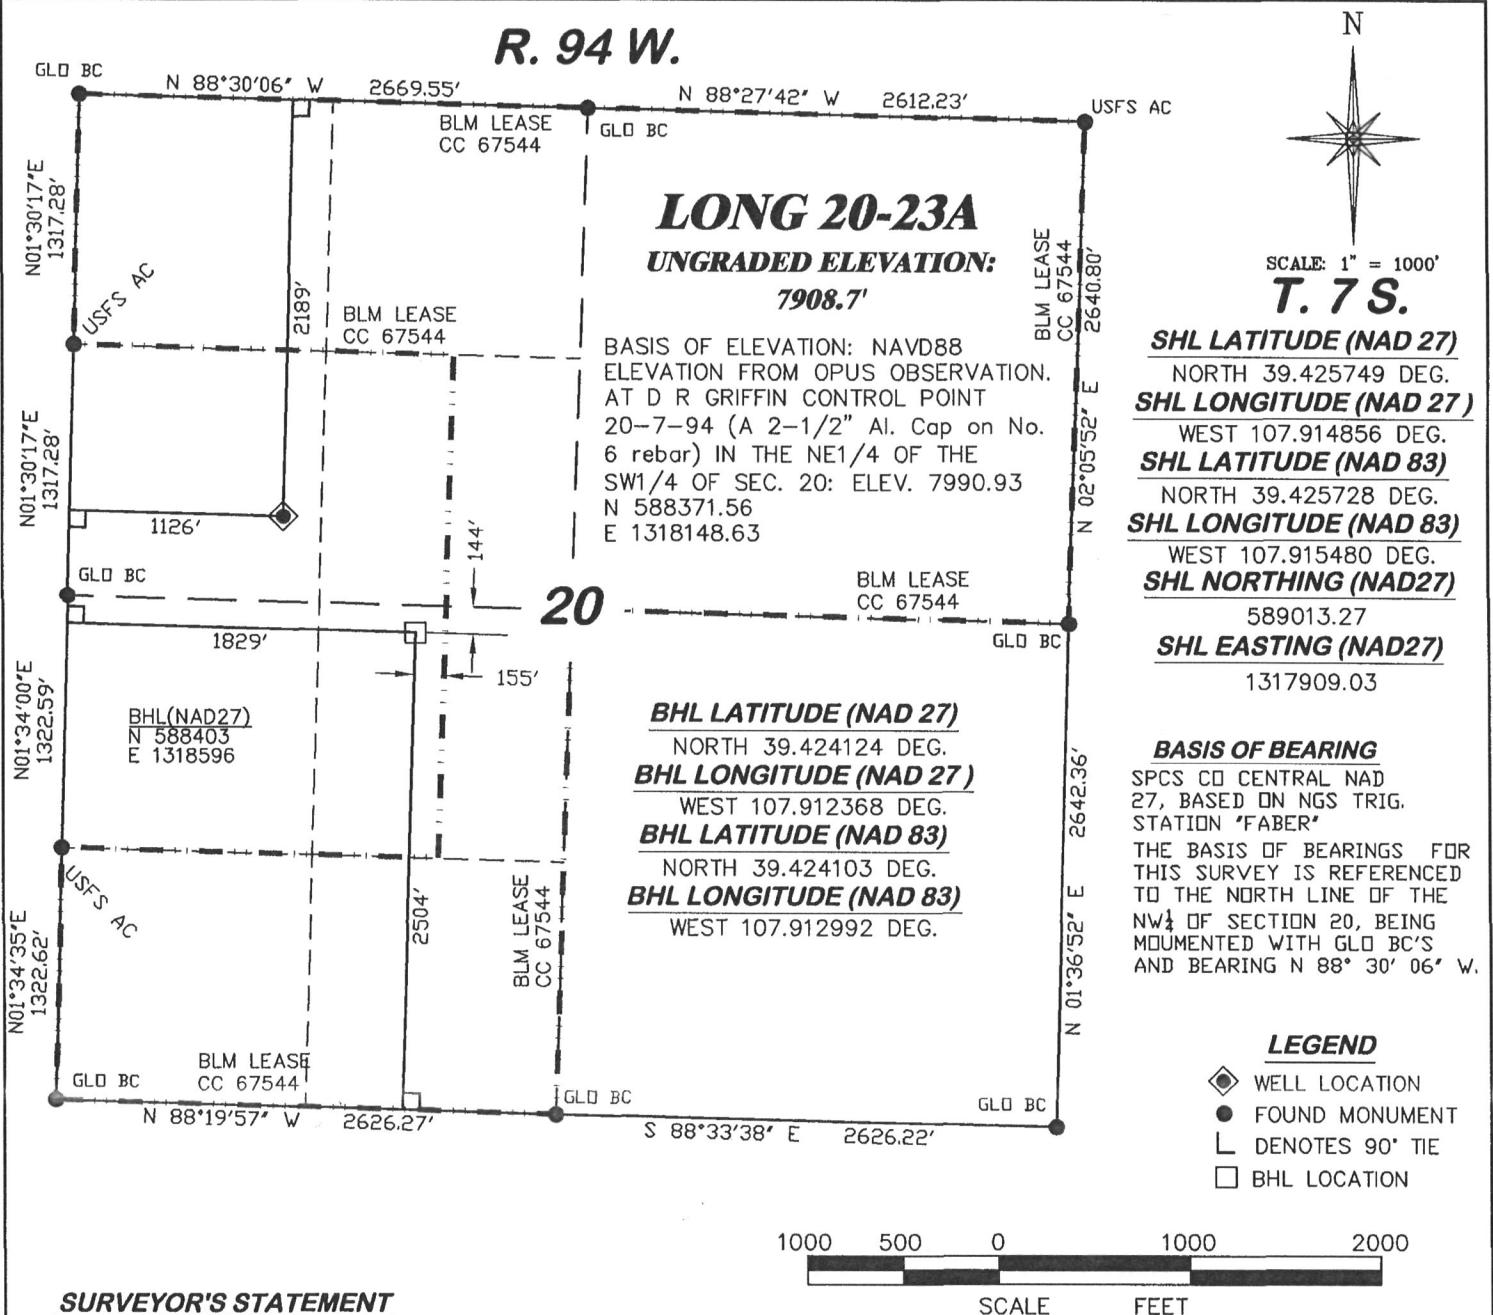 R. 94 W.
N
GLO BC
N 88°30'06" W 2669.55'
N 88°27'42" W 2612.23'
USFS AC
BLM LEASE
CC 67544
GLO BC
N01°30'17"E
1317.28'
LONG 20-23A
UNGRADED ELEVATION:
7908.7'
BLM LEASE
CC 67544
2640.80'
N 02°05'52" E
SCALE: 1" = 1000'
T. 7 S.
USFS AC
2189'
BLM LEASE
CC 67544
BASIS OF ELEVATION: NAVD88
ELEVATION FROM OPUS OBSERVATION.
AT D R GRIFFIN CONTROL POINT
20-7-94 (A 2-1/2" Al. Cap on No.
6 rebar) IN THE NE1/4 OF THE
SW1/4 OF SEC. 20: ELEV. 7990.93
N 588371.56
E 1318148.63
SHL LATITUDE (NAD 27)
NORTH 39.425749 DEG.
SHL LONGITUDE (NAD 27)
WEST 107.914856 DEG.
SHL LATITUDE (NAD 83)
NORTH 39.425728 DEG.
SHL LONGITUDE (NAD 83)
WEST 107.915480 DEG.
SHL NORTHING (NAD27)
589013.27
SHL EASTING (NAD27)
1317909.03
N01°30'17"E
1317.28'
1126'
144'
GLO BC
20
BLM LEASE
CC 67544
GLO BC
1829'
155'
N01°34'00"E
1322.59'
BHL(NAD27)
N 588403
E 1318596
BHL LATITUDE (NAD 27)
NORTH 39.424124 DEG.
BHL LONGITUDE (NAD 27)
WEST 107.912368 DEG.
BHL LATITUDE (NAD 83)
NORTH 39.424103 DEG.
BHL LONGITUDE (NAD 83)
WEST 107.912992 DEG.
2642.36'
N 01°36'52" E
BASIS OF BEARING
SPCS CO CENTRAL NAD
27, BASED ON NGS TRIG.
STATION "FABER"
THE BASIS OF BEARINGS FOR
THIS SURVEY IS REFERENCED
TO THE NORTH LINE OF THE
NW¼ OF SECTION 20, BEING
MOUMENTED WITH GLO BC'S
AND BEARING N 88° 30' 06" W.
USFS AC
2504'
BLM LEASE
CC 67544
N01°34'35"E
1322.62'
BLM LEASE
CC 67544
GLO BC
N 88°19'57" W 2626.27'
GLO BC
S 88°33'38" E 2626.22'
GLO BC
LEGEND
WELL LOCATION
FOUND MONUMENT
DENOTES 90° TIE
BHL LOCATION
1000 500 0 1000 2000
SCALE FEET
SURVEYOR'S STATEMENT